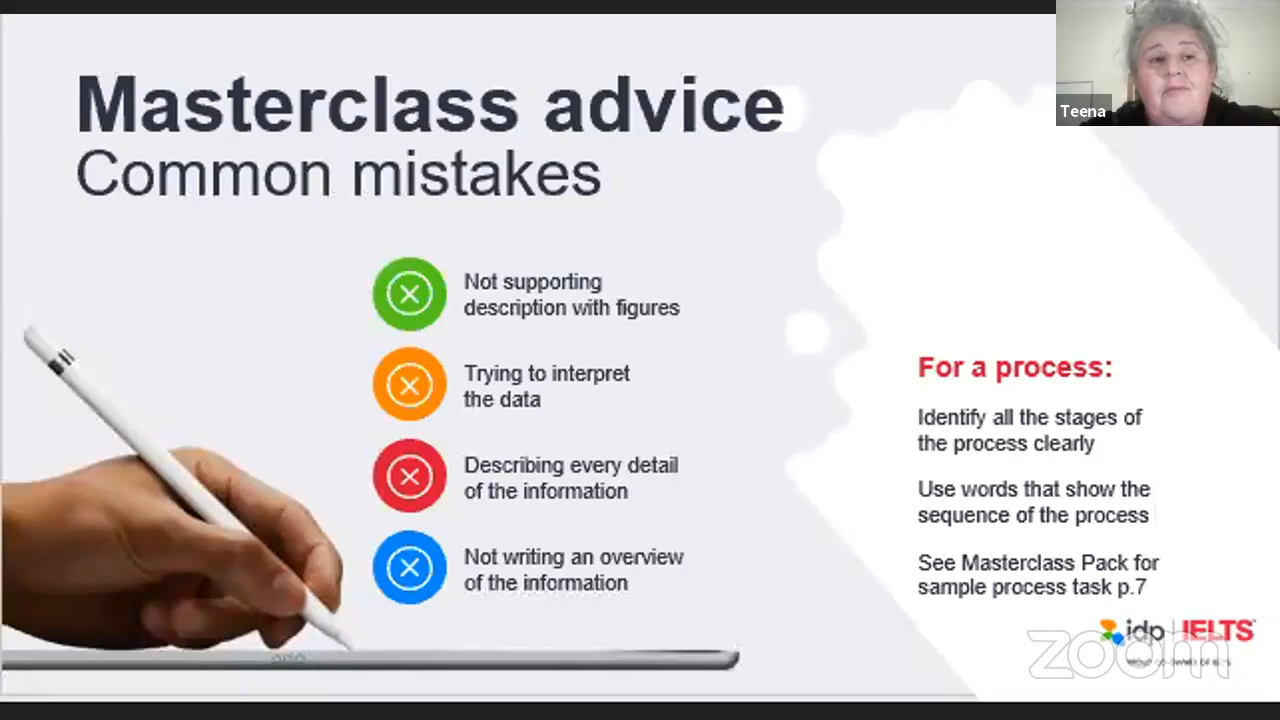 Masterclass advice
Common mistakes
Teena
Not supporting
description with figures
Trying to interpret
the data
Describing every detail
of the information
Not writing an overview
of the information
For a process:
Identify all the stages of
the process clearly
Use words that show the
sequence of the process
See Masterclass Pack for
sample process task p.7
idp IELTS
zoom